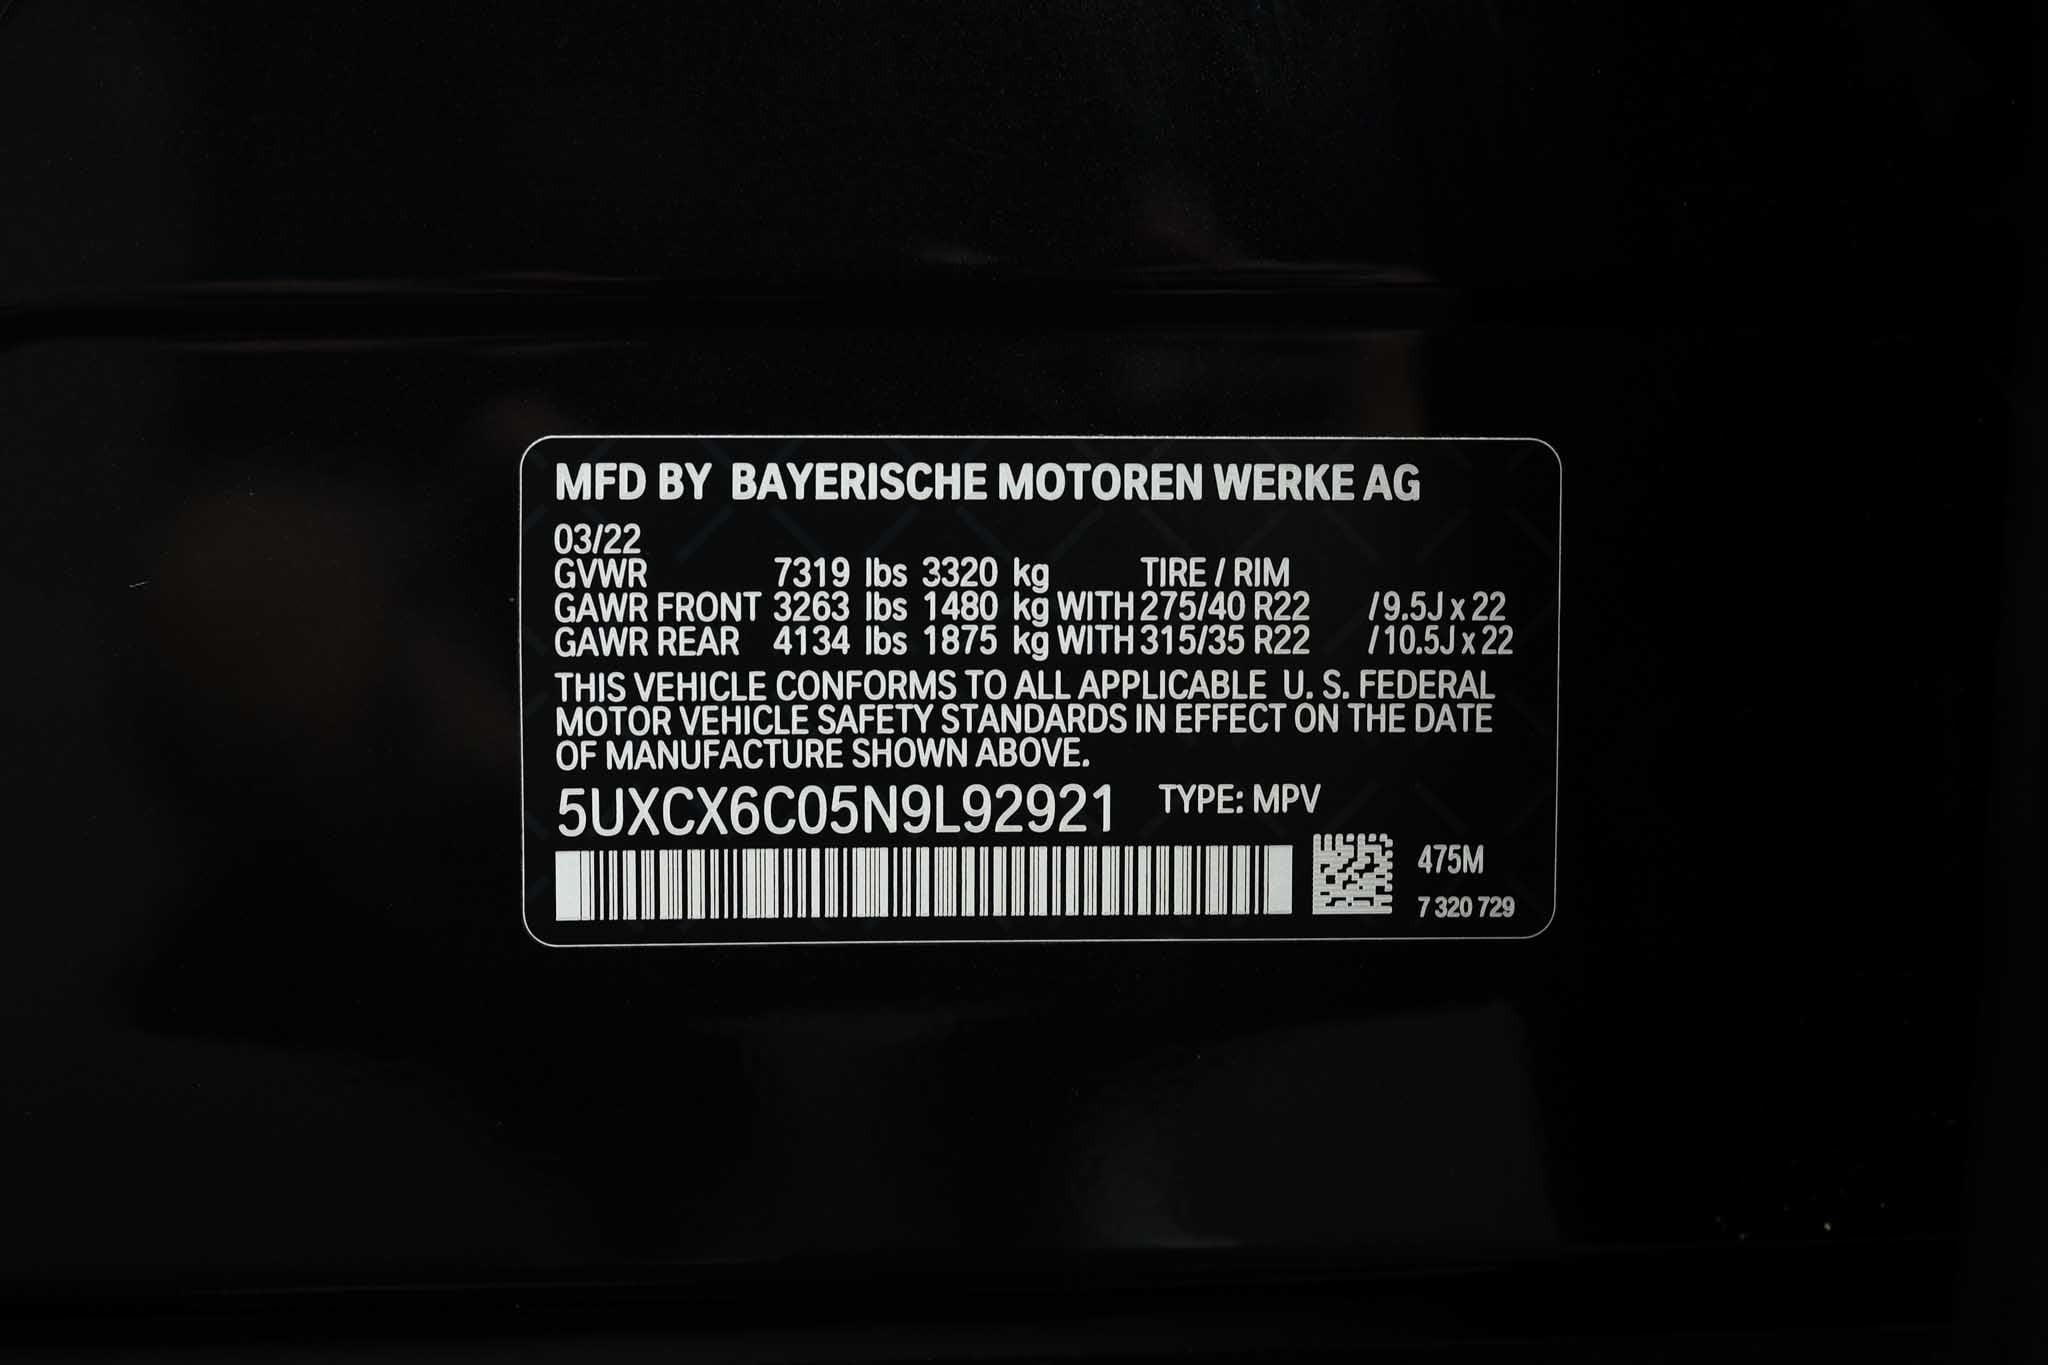 MFD BY BAYERISCHE MOTOREN WERKE AG
03/22
GVWR 7319 lbs 3320 kg TIRE / RIM
GAWR FRONT 3263 lbs 1480 kg WITH 275/40 R22 /9.5J x 22
GAWR REAR 4134 lbs 1875 kg WITH 315/35 R22 /10.5J x 22
THIS VEHICLE CONFORMS TO ALL APPLICABLE U. S. FEDERAL
MOTOR VEHICLE SAFETY STANDARDS IN EFFECT ON THE DATE
OF MANUFACTURE SHOWN ABOVE.
5UXCX6C05N9L92921 TYPE: MPV
475M
7 320 729